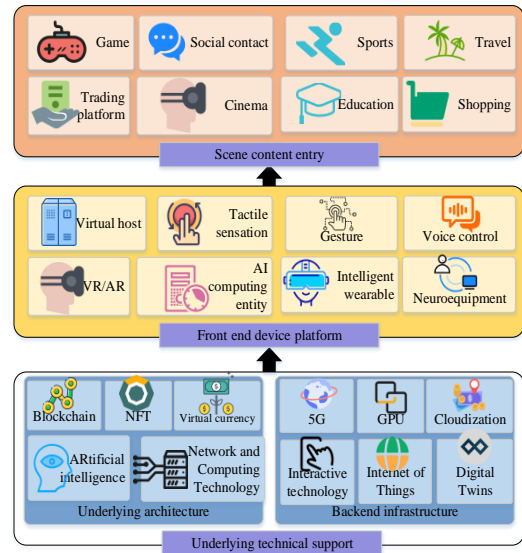 Game
Social contact
Sports
Travel
Trading
platform
Cinema
Education
Shopping
Scene content entry
Virtual host
Tactile
sensation
Gesture
Voice control
VR/AR
AI
computing
entity
Intelligent
wearable
Neuroequipment
Front end device platform
Blockchain
NFT
Virtual currency
5G
GPU
Cloudization
ARtificial
intelligence
Network and
Computing
Technology
Interactive
technology
Internet of
Things
Digital
Twins
Underlying architecture
Backend infrastructure
Underlying technical support